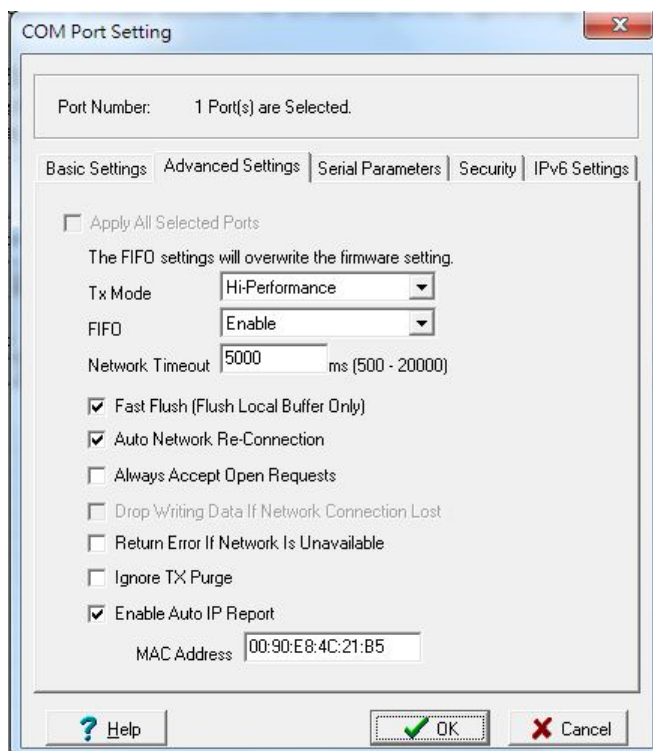 COM Port Setting
Port Number: 1 Port(s) are Selected.
Basic Settings Advanced Settings Serial Parameters Security IPv6 Settings
Apply All Selected Ports
The FIFO settings will overwrite the firmware setting.
Tx Mode Hi-Performance
FIFO Enable
Network Timeout 5000 ms (500 - 20000)
Fast Flush (Flush Local Buffer Only)
Auto Network Re-Connection
Always Accept Open Requests
Drop Writing Data If Network Connection Lost
Return Error If Network Is Unavailable
Ignore TX Purge
Enable Auto IP Report
MAC Address 00:90:E8:4C:21:B5
? Help OK Cancel